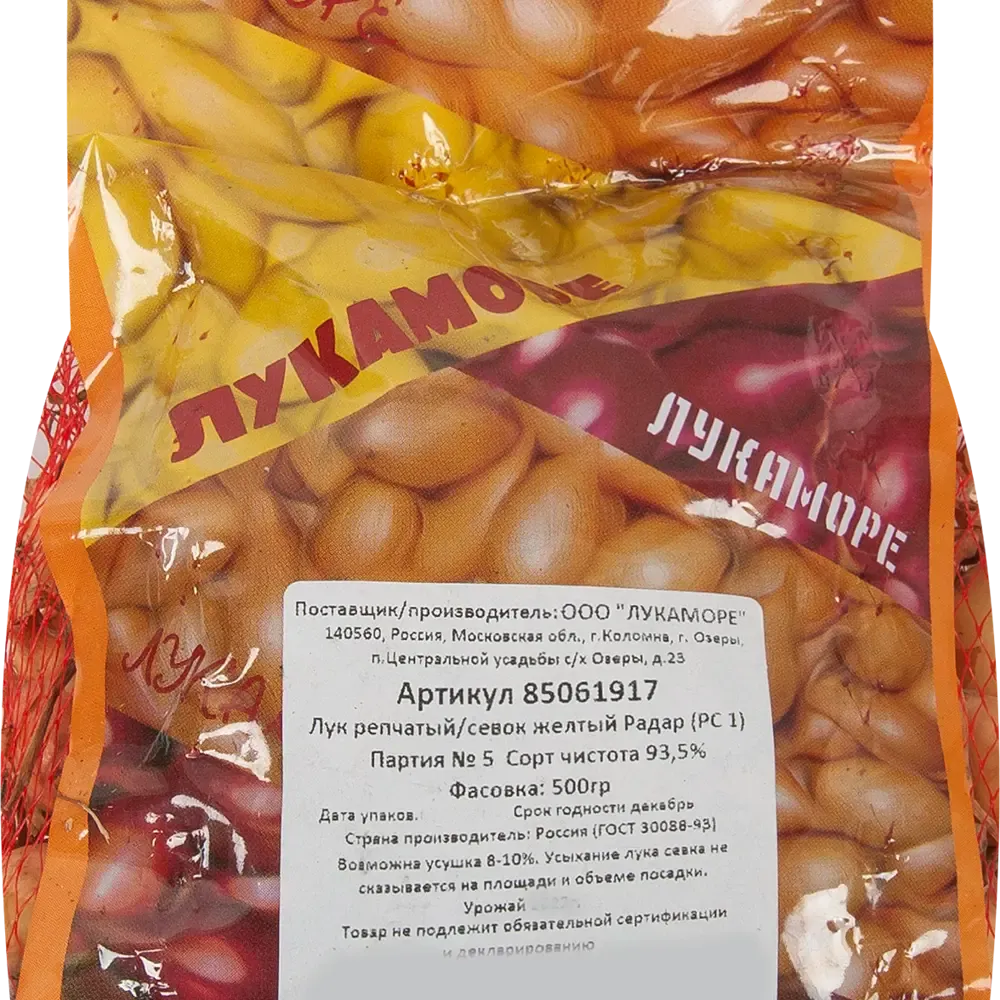 ЛУКАМОРЕ
ЛУКАМОРЕ
ЛУКА
Поставщик/производитель:ООО "ЛУКАМОРЕ"
140560, Россия, Московская обл., г.Коломна, г. Озеры,
п.Центральной усадьбы с/х Озеры, д.23
Артикул 85061917
Лук репчатый/севок желтый Радар (РС 1)
Партия № 5 Сорт чистота 93,5%
Фасовка: 500гр
Дата упаков. Срок годности декабрь
Страна производитель: Россия (ГОСТ 30088-93)
Возможна усушка 8-10%. Усыхание лука севка не
сказывается на площади и объеме посадки.
Урожай
Товар не подлежит обязательной сертификации
и декларированию